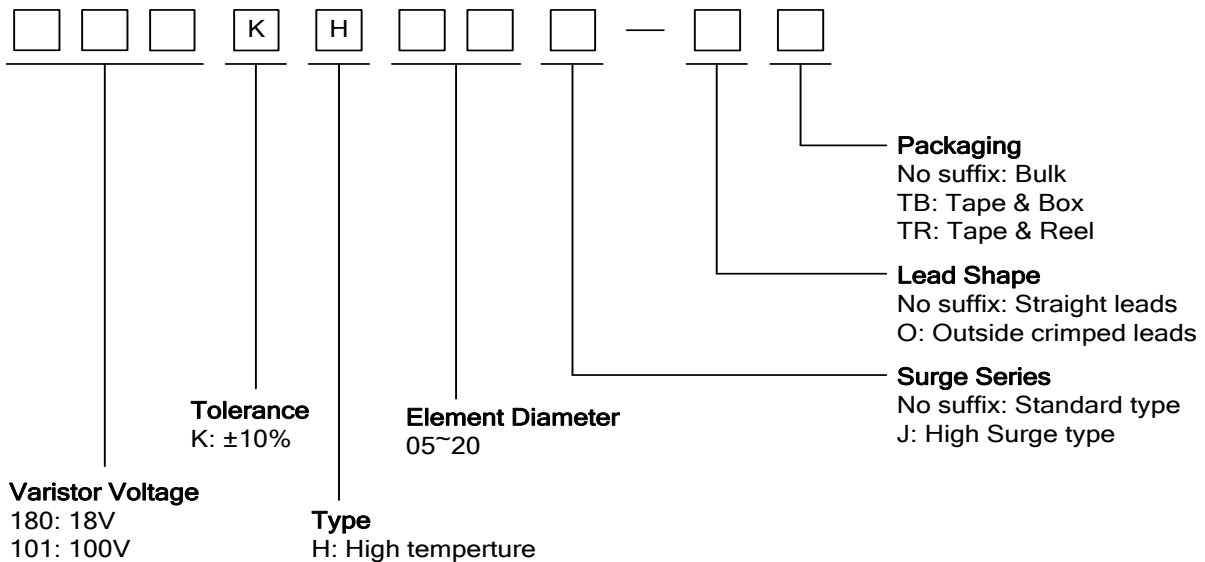 K H —
Packaging
No suffix: Bulk
TB: Tape & Box
TR: Tape & Reel
Lead Shape
No suffix: Straight leads
O: Outside crimped leads
Surge Series
No suffix: Standard type
J: High Surge type
Tolerance
K: ±10%
Element Diameter
05~20
Varistor Voltage
180: 18V
101: 100V
Type
H: High temperture